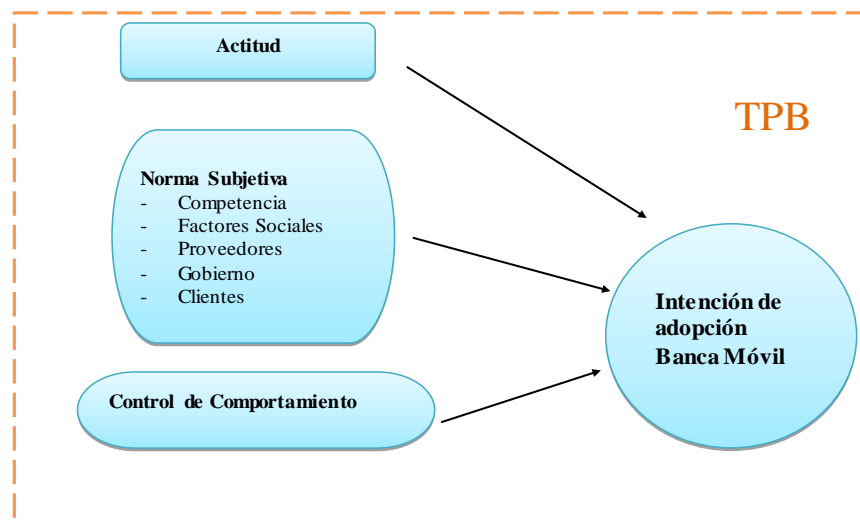 Actitud
TPB
Norma Subjetiva
- Competencia
- Factores Sociales
- Proveedores
- Gobierno
- Clientes
Intención de
adopción
Banca Móvil
Control de Comportamiento